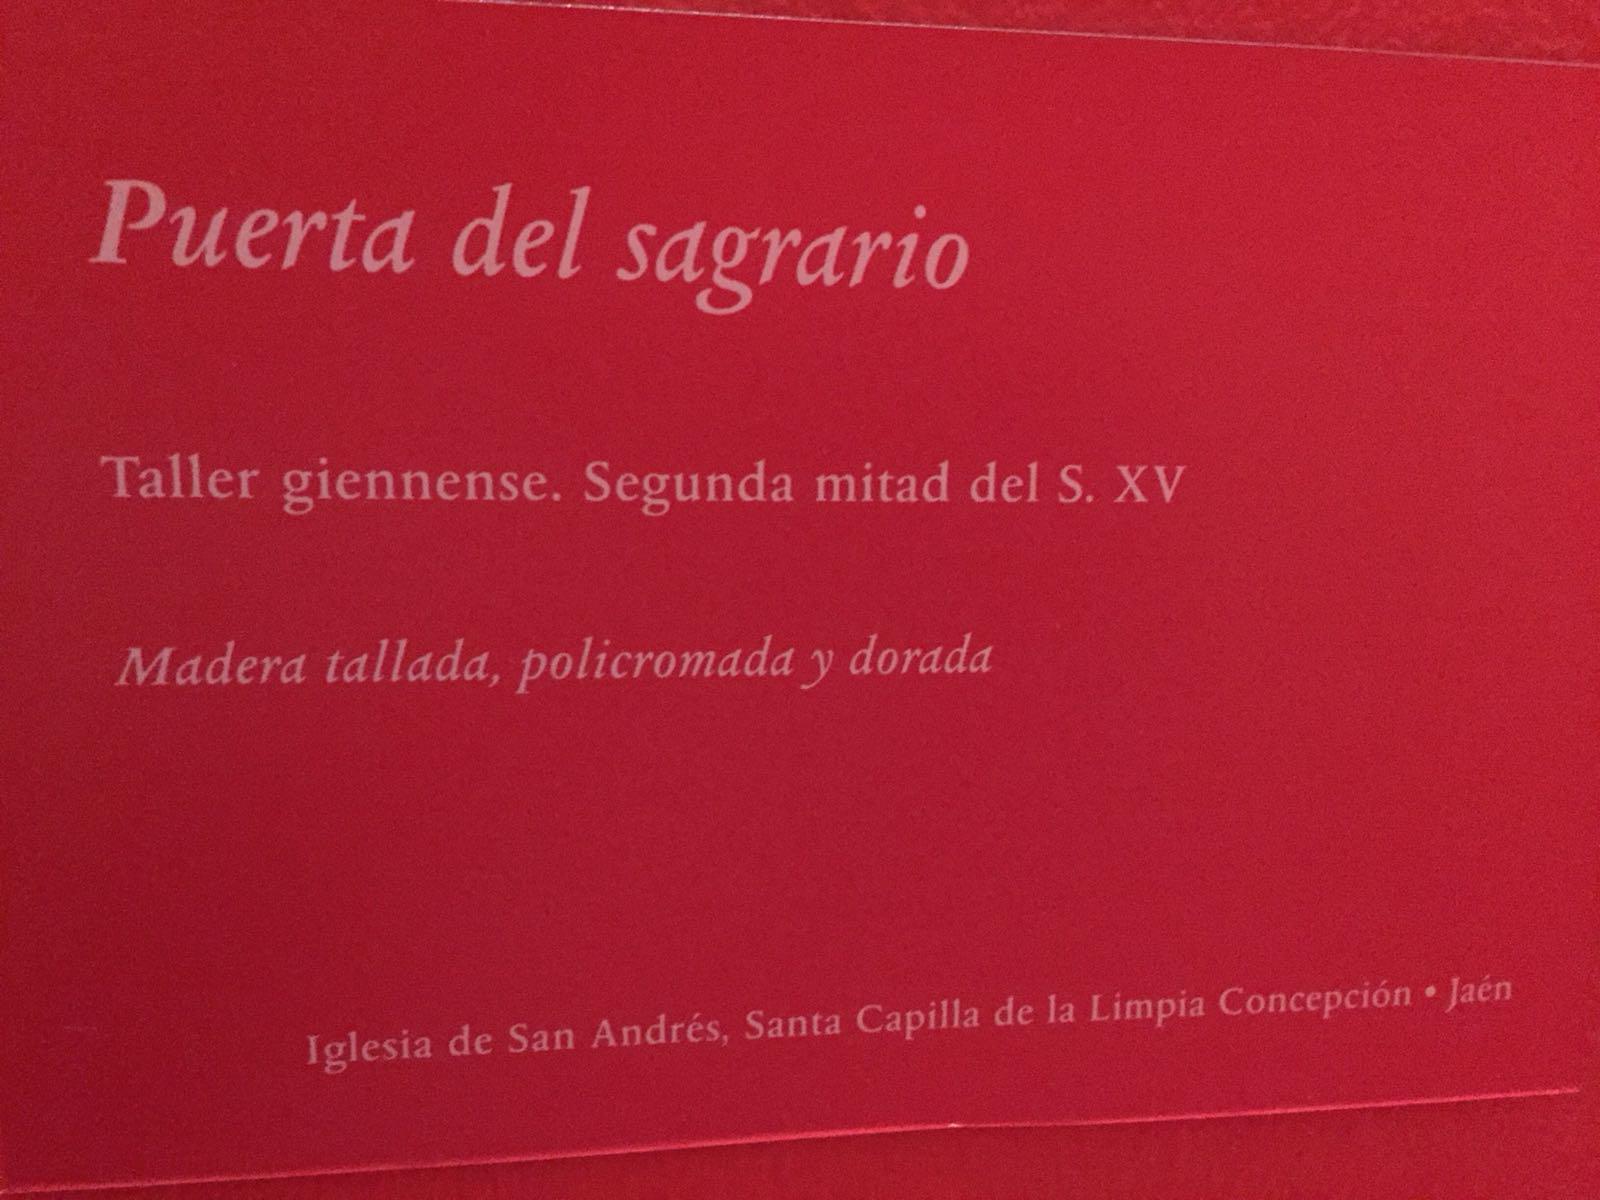 Puerta del sagrario
Taller giennense. Segunda mitad del S. XV
Madera tallada, policromada y dorada
Iglesia de San Andrés, Santa Capilla de la Limpia Concepción • Jaén